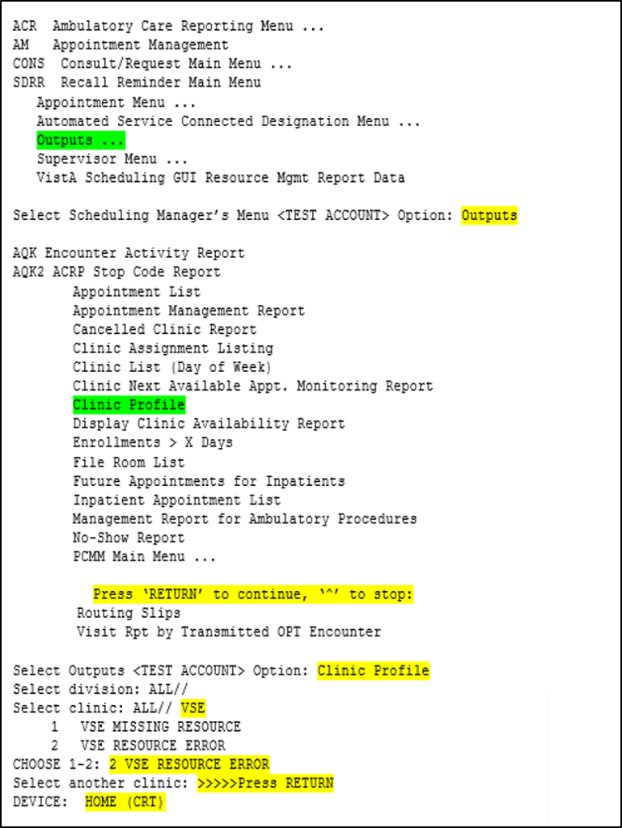 ACR  Ambulatory Care Reporting Menu ...
AM   Appointment Management
CONS  Consult/Request Main Menu ...
SDRR  Recall Reminder Main Menu
Appointment Menu ...
Automated Service Connected Designation Menu ...
Outputs ...
Supervisor Menu ...
VistA Scheduling GUI Resource Mgmt Report Data
Select Scheduling Manager’s Menu <TEST ACCOUNT> Option: Outputs
AQK Encounter Activity Report
AQK2 ACRP Stop Code Report
Appointment List
Appointment Management Report
Cancelled Clinic Report
Clinic Assignment Listing
Clinic List (Day of Week)
Clinic Next Available Appt. Monitoring Report
Clinic Profile
Display Clinic Availability Report
Enrollments > X Days
File Room List
Future Appointments for Inpatients
Inpatient Appointment List
Management Report for Ambulatory Procedures
No-Show Report
PCMM Main Menu ...
Press ‘RETURN’ to continue, ‘^’ to stop:
Routing Slips
Visit Rpt by Transmitted OPT Encounter
Select Outputs <TEST ACCOUNT> Option: Clinic Profile
Select division: ALL//
Select clinic: ALL// VSE
1   VSE MISSING RESOURCE
2   VSE RESOURCE ERROR
CHOOSE 1-2: 2 VSE RESOURCE ERROR
Select another clinic: >>>>>Press RETURN
DEVICE:  HOME (CRT)